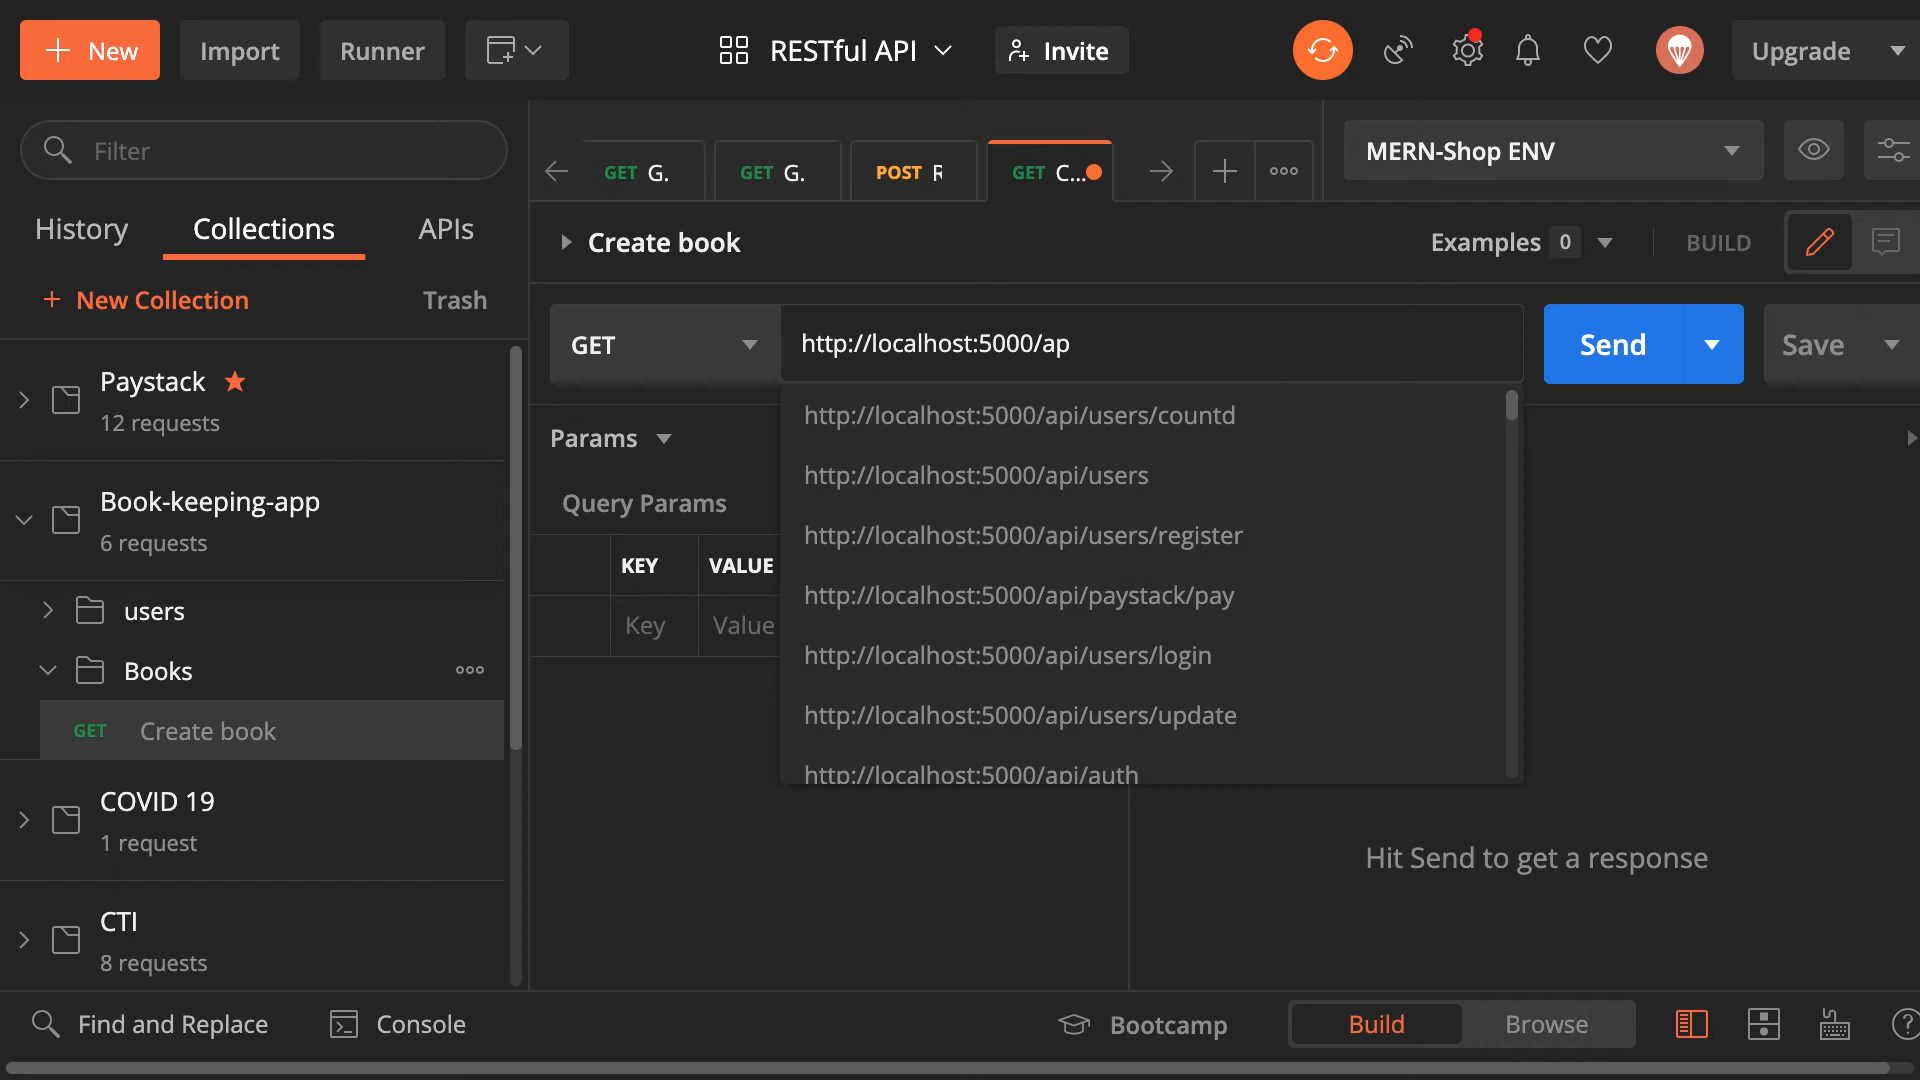 New
Import
Runner
RESTful API
Invite
Upgrade
Filter
GET G.
GET G.
POST R
GET C...
MERN-Shop ENV
History
Collections
APIs
Create book
Examples 0
BUILD
+ New Collection
Trash
GET
http://localhost:5000/ap
Send
Save
Paystack
12 requests
http://localhost:5000/api/users/countd
http://localhost:5000/api/users
http://localhost:5000/api/users/register
http://localhost:5000/api/paystack/pay
http://localhost:5000/api/users/login
http://localhost:5000/api/users/update
http://localhost:5000/api/auth
Params
Query Params
KEY
VALUE
Key
Value
Book-keeping-app
6 requests
users
Books
GET Create book
COVID 19
1 request
CTI
8 requests
Hit Send to get a response
Find and Replace
Console
Bootcamp
Build
Browse